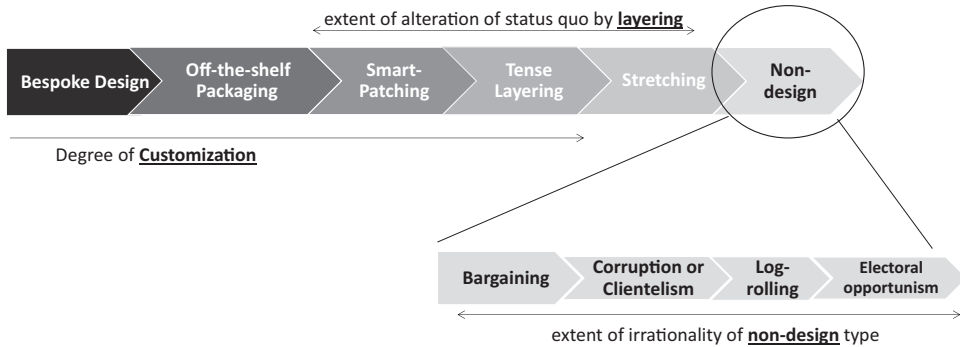 extent of alteration of status quo by layering
Bespoke Design
Off-the-shelf
Packaging
Smart-
Patching
Tense
Layering
Stretching
Non-
design
Degree of Customization
Bargaining
Corruption or
Clientelism
Log-
rolling
Electoral
opportunism
extent of irrationality of non-design type